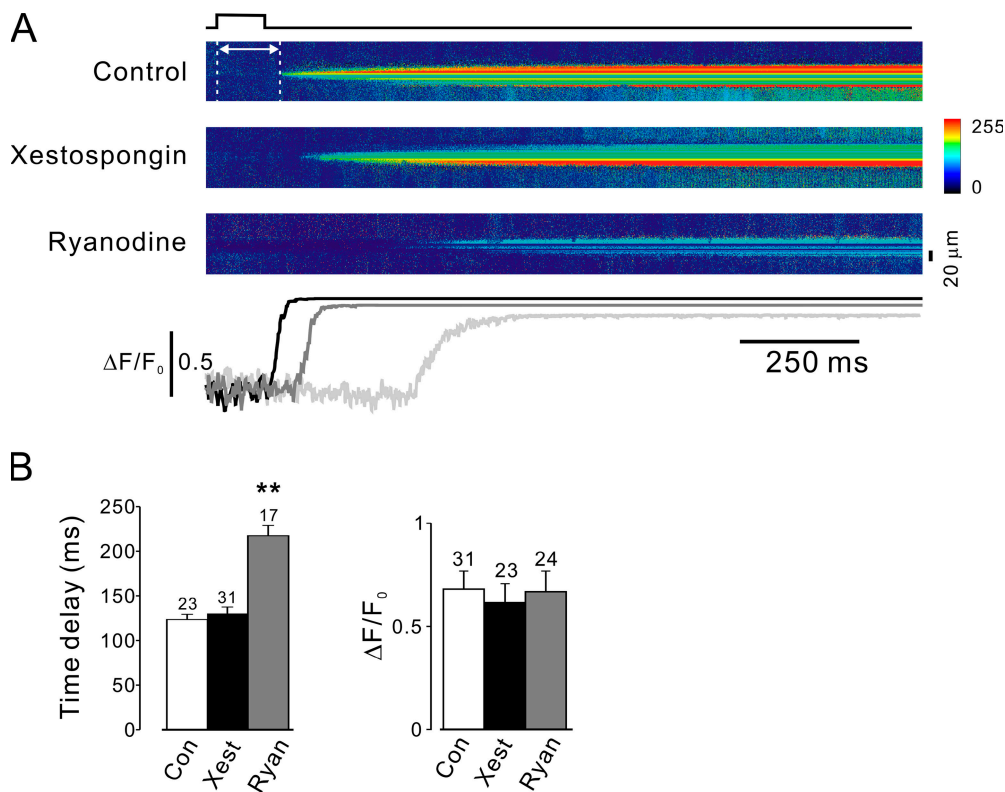 A
Control
Xestospongin
Ryanodine
255
0
20 μm
ΔF/F₀
0.5
250 ms
B
Time delay (ms)
250
200
150
100
50
0
23
31
**
17
Con
Xest
Ryan
ΔF/F₀
1
0.5
0
31
23
24
Con
Xest
Ryan